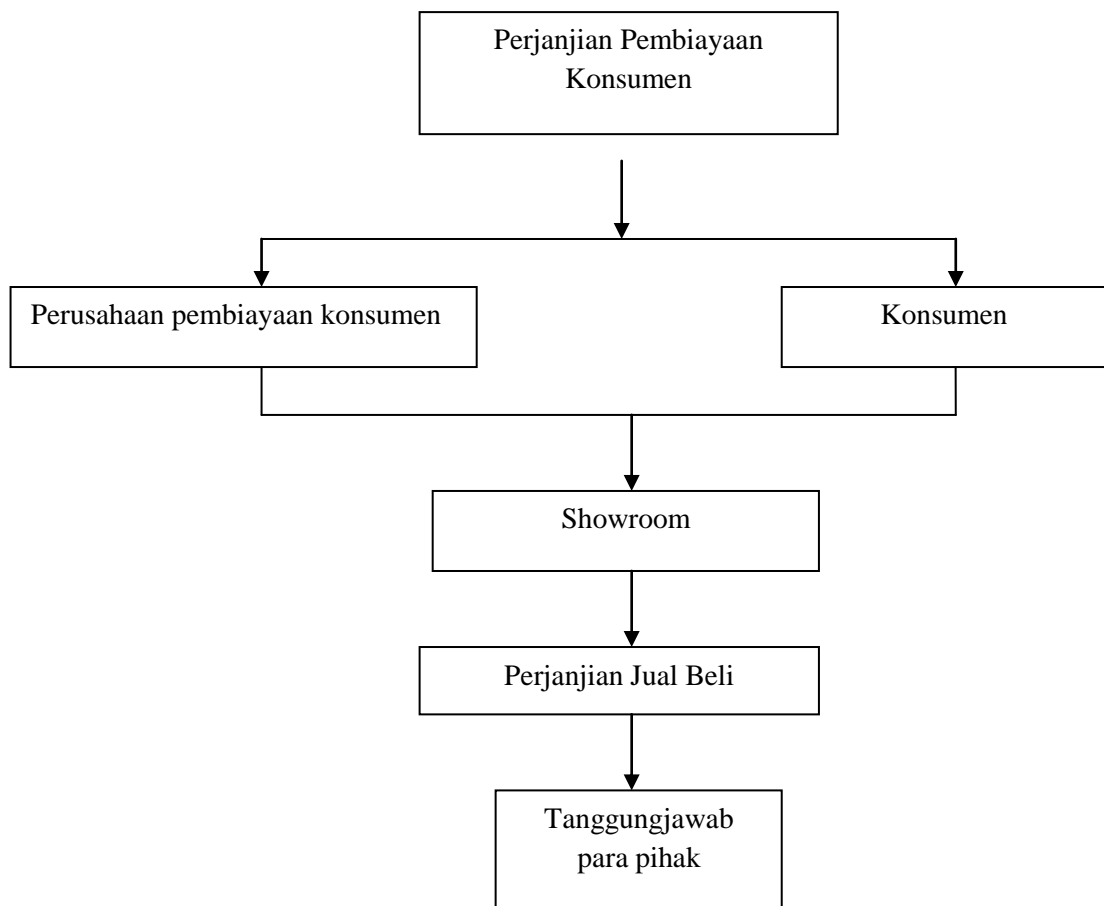 Perjanjian Pembiayaan
Konsumen
Perusahaan pembiayaan konsumen
Konsumen
Showroom
Perjanjian Jual Beli
Tanggungjawab
para pihak